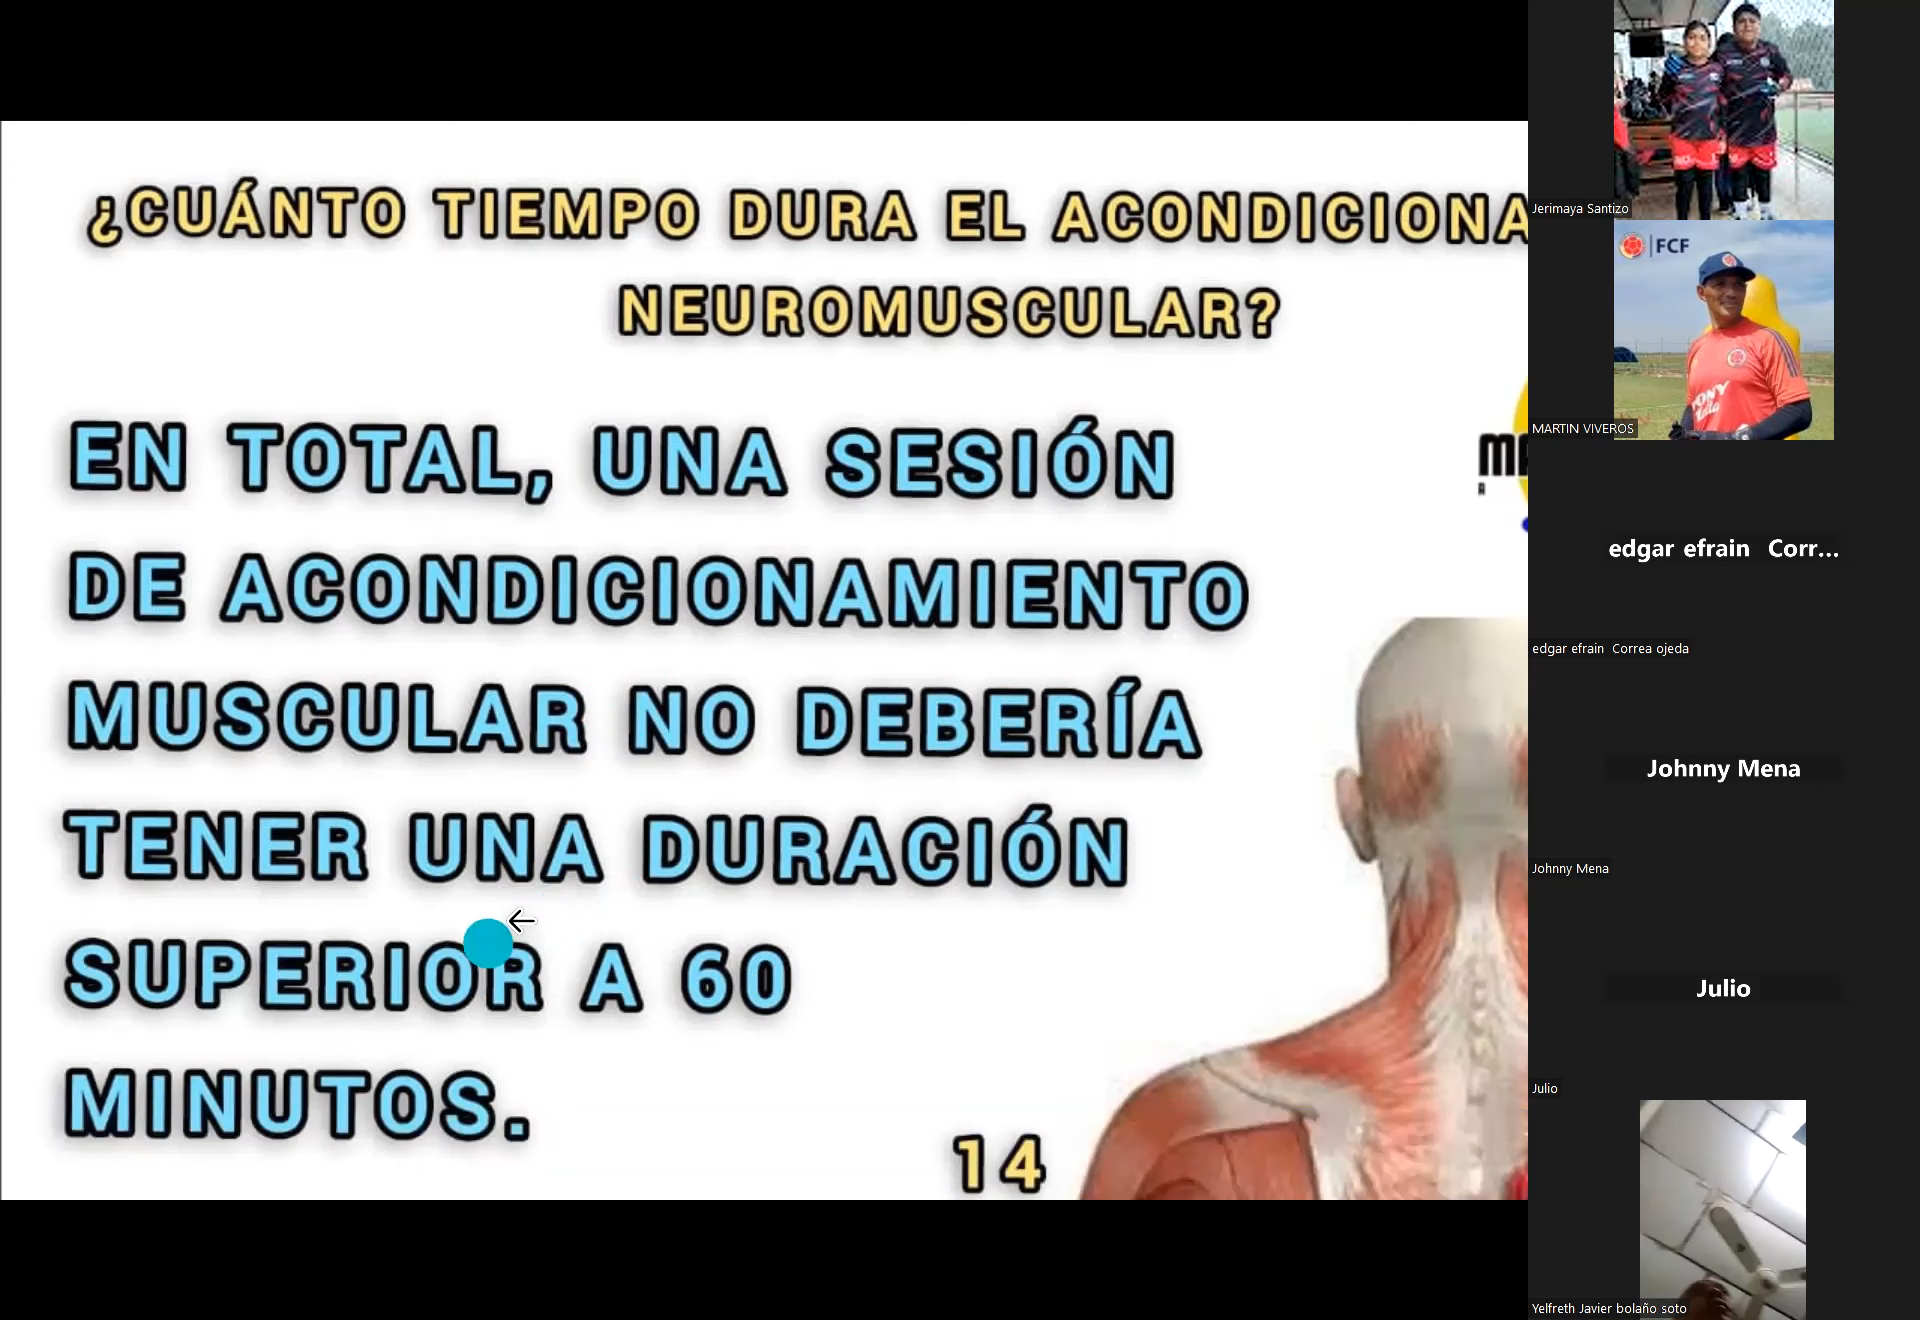 ¿CUÁNTO TIEMPO DURA EL ACONDICIONA
NEUROMUSCULAR?
EN TOTAL, UNA SESIÓN
DE ACONDICIONAMIENTO
MUSCULAR NO DEBERÍA
TENER UNA DURACIÓN
SUPERIOR A 60
MINUTOS.
14
Jerimaya Santizo
FCF
MARTIN VIVEROS
edgar efrain Corr...
edgar efrain Correa ojeda
Johnny Mena
Johnny Mena
Julio
Julio
Yelfreth Javier bolaño soto